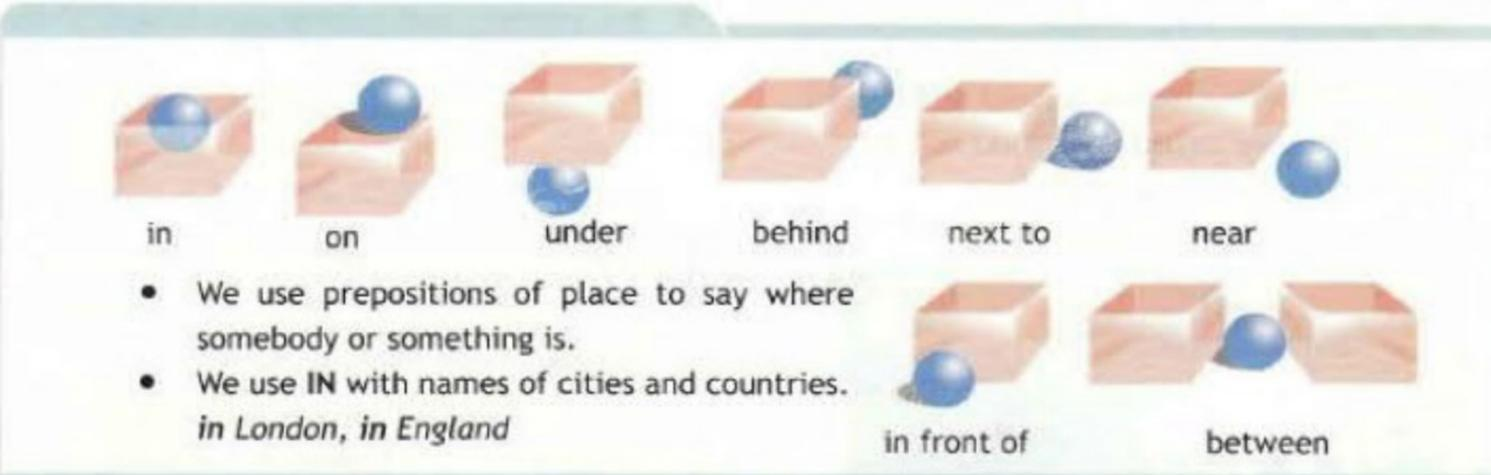 in
on
under
behind
next to
near
• We use prepositions of place to say where
somebody or something is.
• We use IN with names of cities and countries.
in London, in England
in front of
between